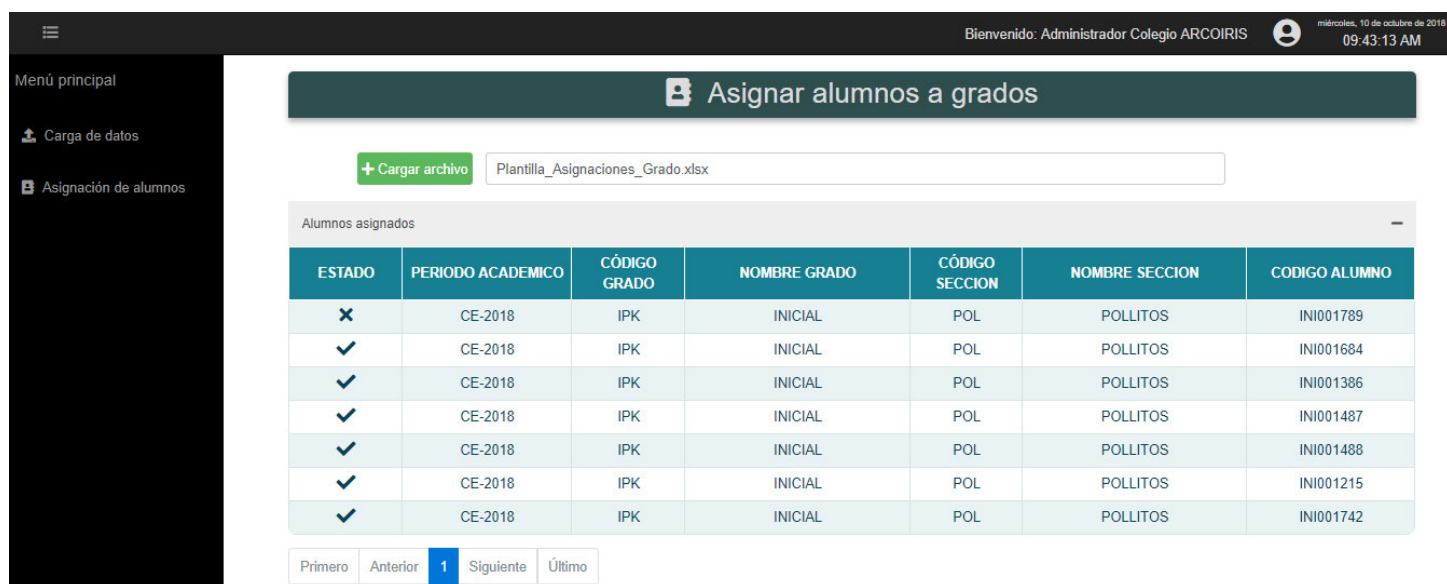 Bienvenido: Administrador Colegio ARCOIRIS
miércoles, 10 de octubre de 2018
09:43:13 AM
Menú principal
Carga de datos
Asignación de alumnos
Asignar alumnos a grados
+ Cargar archivo Plantilla_Asignaciones_Grado.xlsx
Alumnos asignados
ESTADO PERIODO ACADEMICO CÓDIGO GRADO NOMBRE GRADO CÓDIGO SECCION NOMBRE SECCION CODIGO ALUMNO
CE-2018 IPK INICIAL POL POLLITOS INI001789
CE-2018 IPK INICIAL POL POLLITOS INI001684
CE-2018 IPK INICIAL POL POLLITOS INI001386
CE-2018 IPK INICIAL POL POLLITOS INI001487
CE-2018 IPK INICIAL POL POLLITOS INI001488
CE-2018 IPK INICIAL POL POLLITOS INI001215
CE-2018 IPK INICIAL POL POLLITOS INI001742
Primero Anterior 1 Siguiente Último